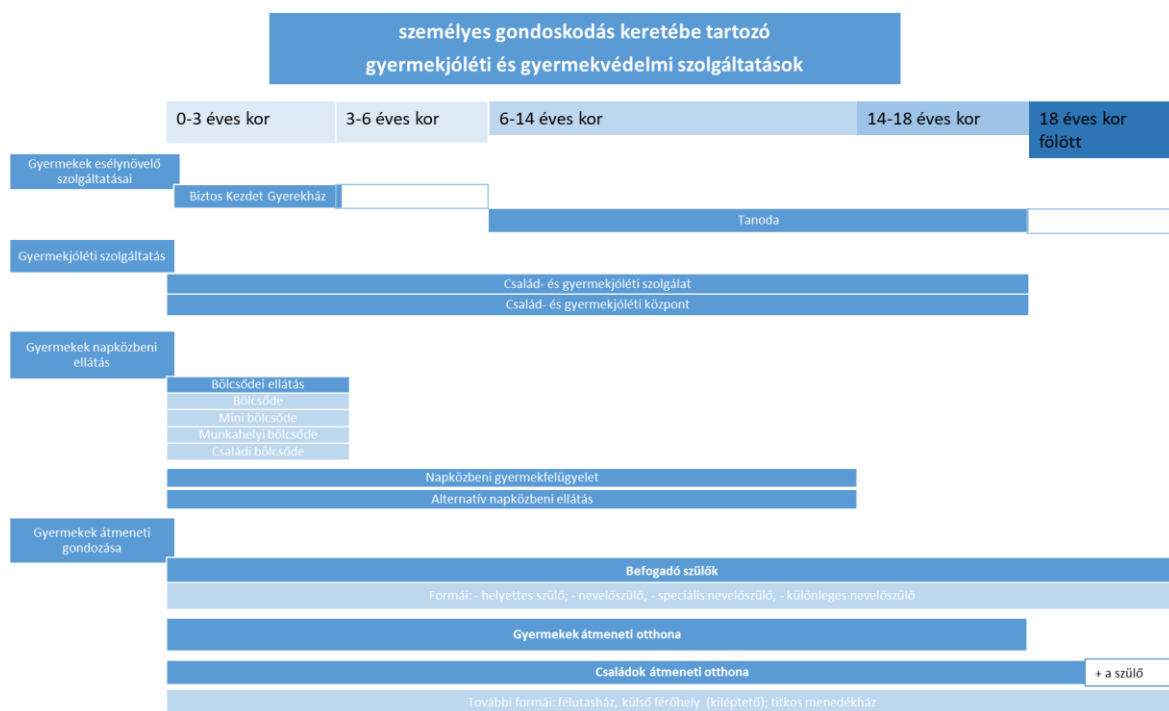 személyes gondoskodás keretébe tartozó
gyermekjóléti és gyermekvédelmi szolgáltatások
0-3 éves kor
3-6 éves kor
6-14 éves kor
14-18 éves kor
18 éves kor
fölött
Gyermekek esélynövelő
szolgáltatásai
Biztos Kezdet Gyerekház
Tanoda
Gyermekjóléti szolgáltatás
Család- és gyermekjóléti szolgálat
Család- és gyermekjóléti központ
Gyermekek napközbeni
ellátás
Bölcsődei ellátás
Bölcsőde
Mini bölcsőde
Munkahelyi bölcsőde
Családi bölcsőde
Napközbeni gyermekfelügyelet
Alternatív napközbeni ellátás
Gyermekek átmeneti
gondozása
Befogadó szülők
Formái: - helyettes szülő; - nevelőszülő, - speciális nevelőszülő, - különleges nevelőszülő
Gyermekek átmeneti otthona
Családok átmeneti otthona
+ a szülő
További formái: félutasház, külső férőhely (kiléptető); titkos menedékház